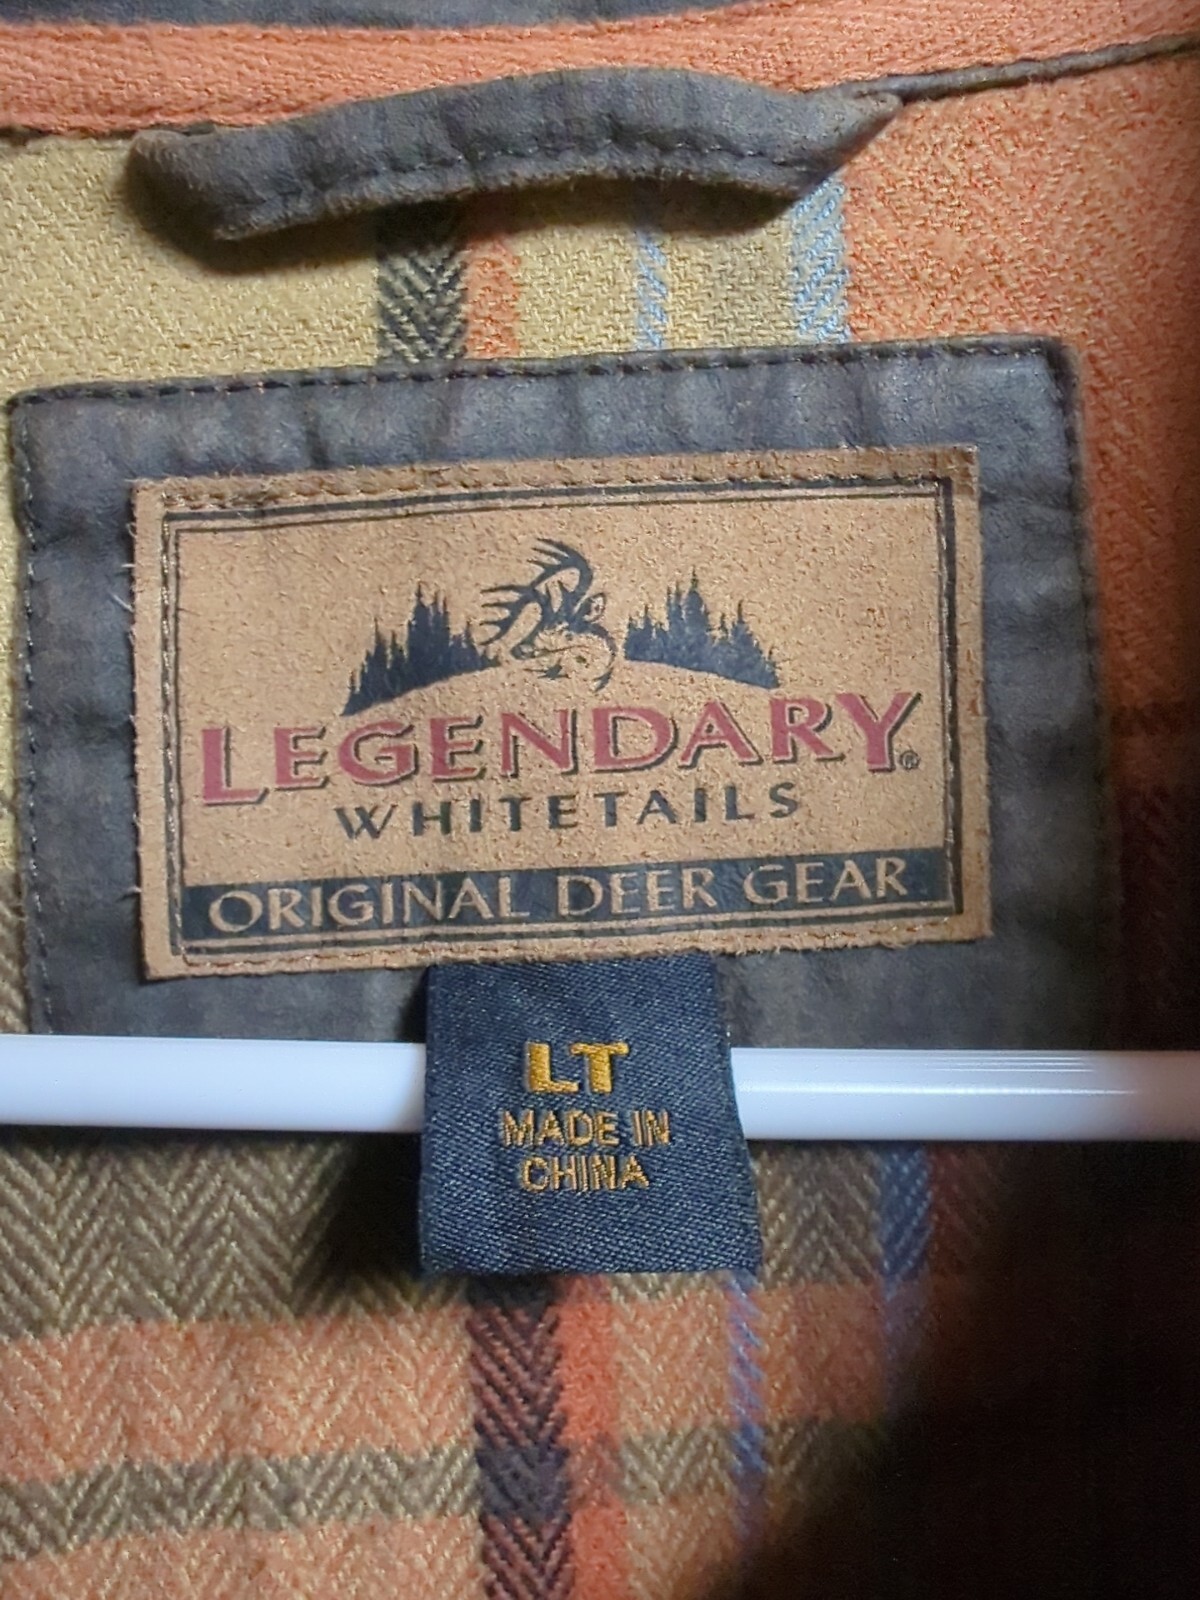 LEGENDARY®
WHITETAILS
ORIGINAL DEER GEAR
LT
MADE IN
CHINA